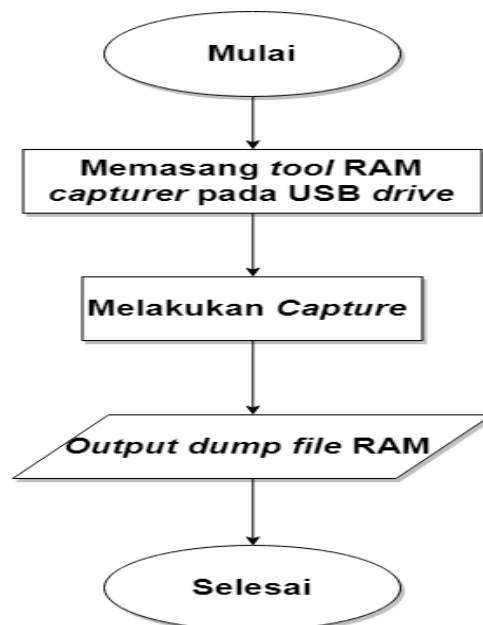 Mulai
Memasang tool RAM
capturer pada USB drive
Melakukan Capture
Output dump file RAM
Selesai